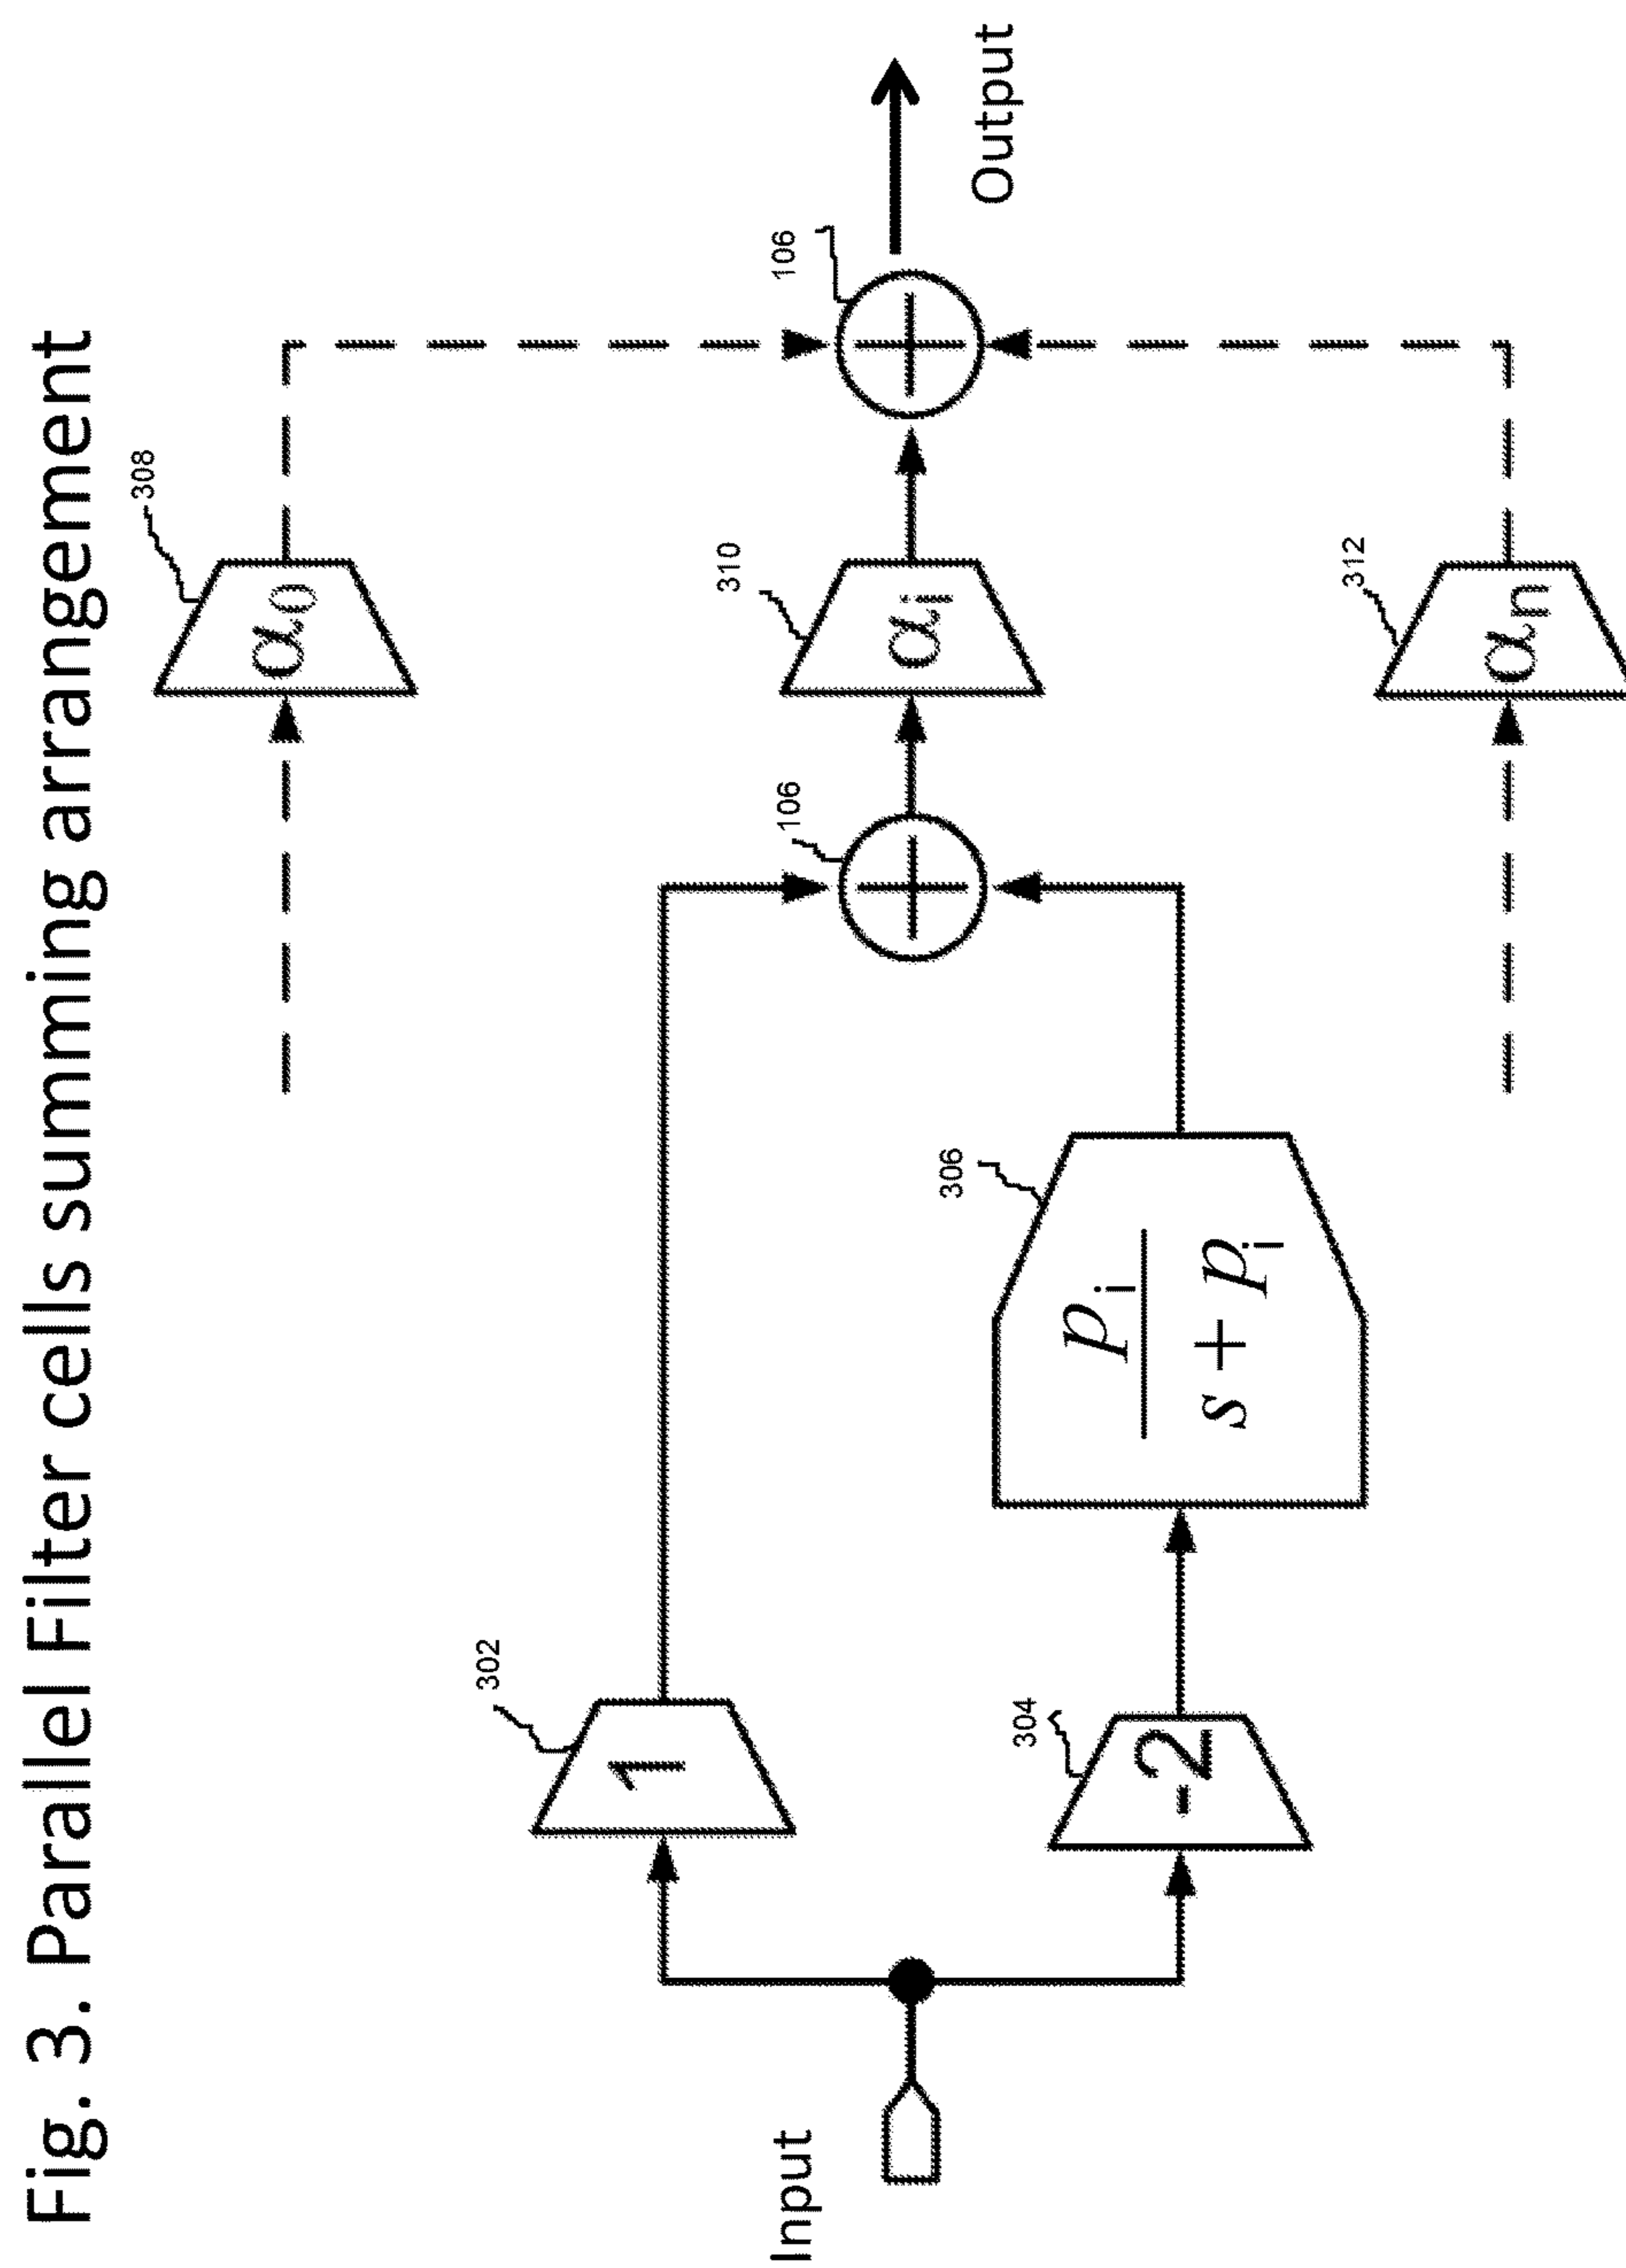 Fig. 3. Parallel Filter cells summing arrangement
308
α0
302
1
Input
310
αi
106
106
Output
304
-2
306
pi
s + pi
312
αn